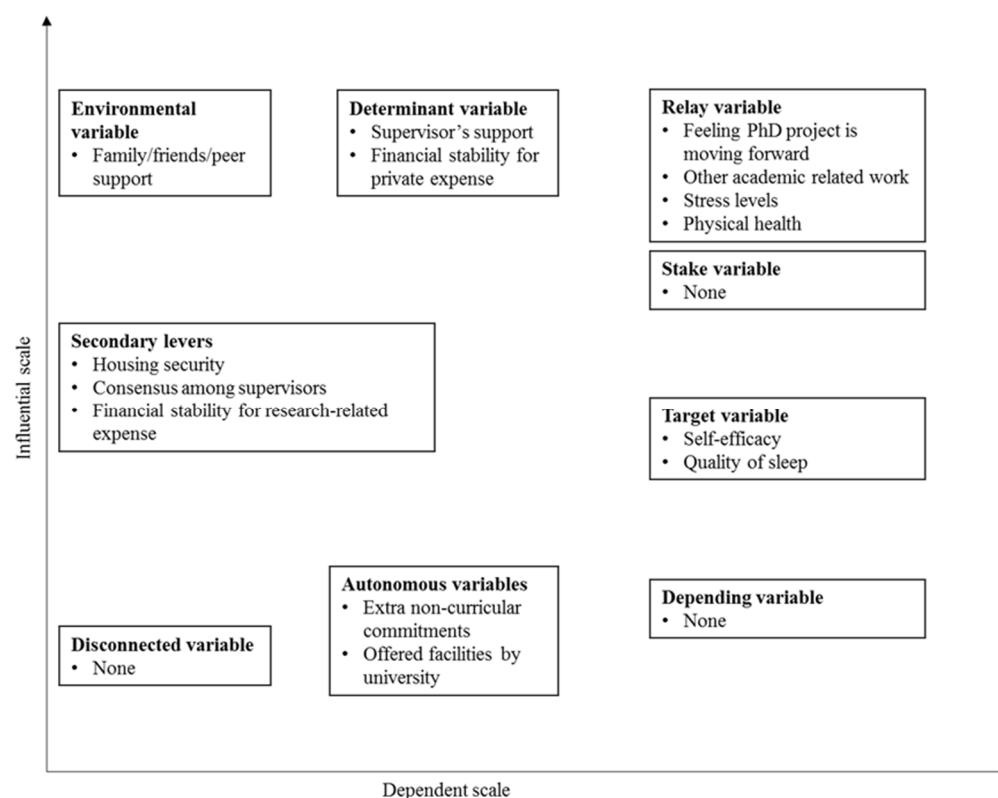 Environmental
variable
• Family/friends/peer
support
Determinant variable
• Supervisor’s support
• Financial stability for
private expense
Relay variable
• Feeling PhD project is
moving forward
• Other academic related work
• Stress levels
• Physical health
Stake variable
• None
Secondary levers
• Housing security
• Consensus among supervisors
• Financial stability for research-related
expense
Target variable
• Self-efficacy
• Quality of sleep
Autonomous variables
• Extra non-curricular
commitments
• Offered facilities by
university
Depending variable
• None
Disconnected variable
• None
Influential scale
Dependent scale